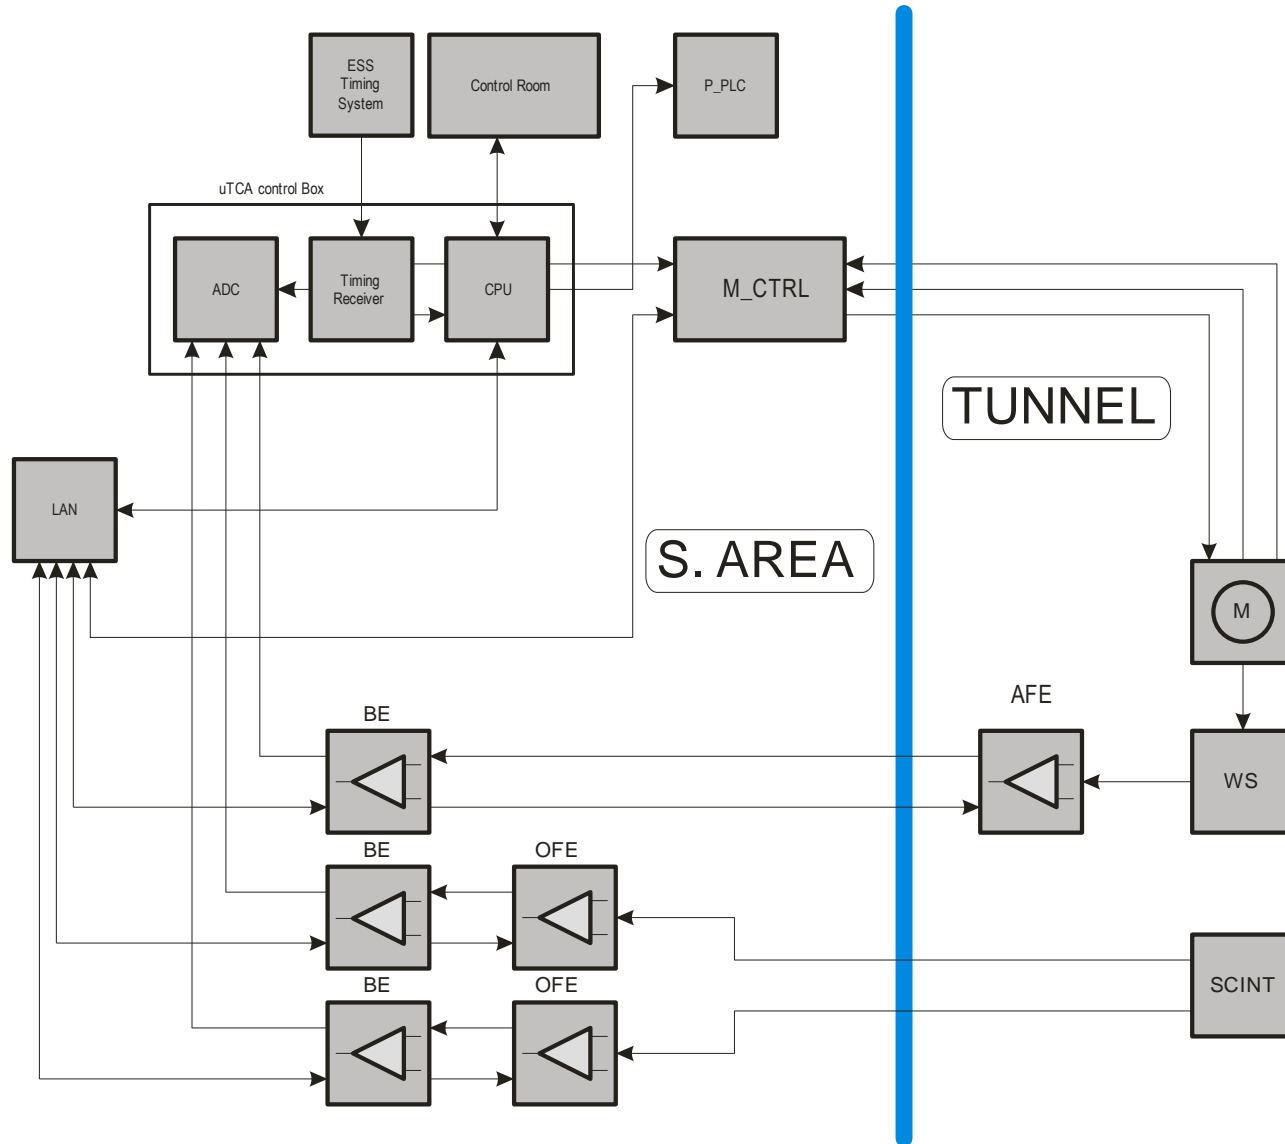 ESS
Timing
System
Control Room
P_PLC
uTCA control Box
ADC
Timing
Receiver
CPU
M_CTRL
TUNNEL
LAN
S. AREA
M
AFE
BE
WS
BE
OFE
SCINT
BE
OFE